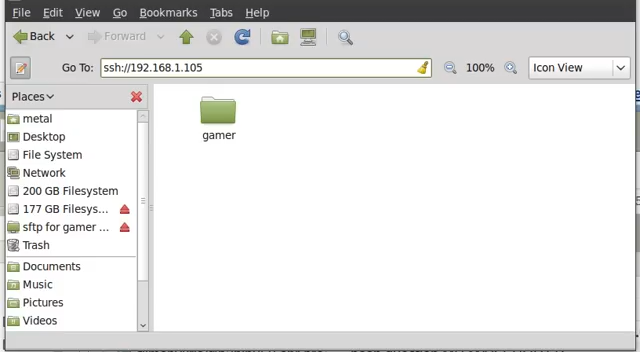 File Edit View Go Bookmarks Tabs Help
Back Forward
Go To: ssh://192.168.1.105 100% Icon View
Places
metal
Desktop
File System
Network
200 GB Filesystem
177 GB Filesys...
sftp for gamer ...
Trash
Documents
Music
Pictures
Videos
gamer